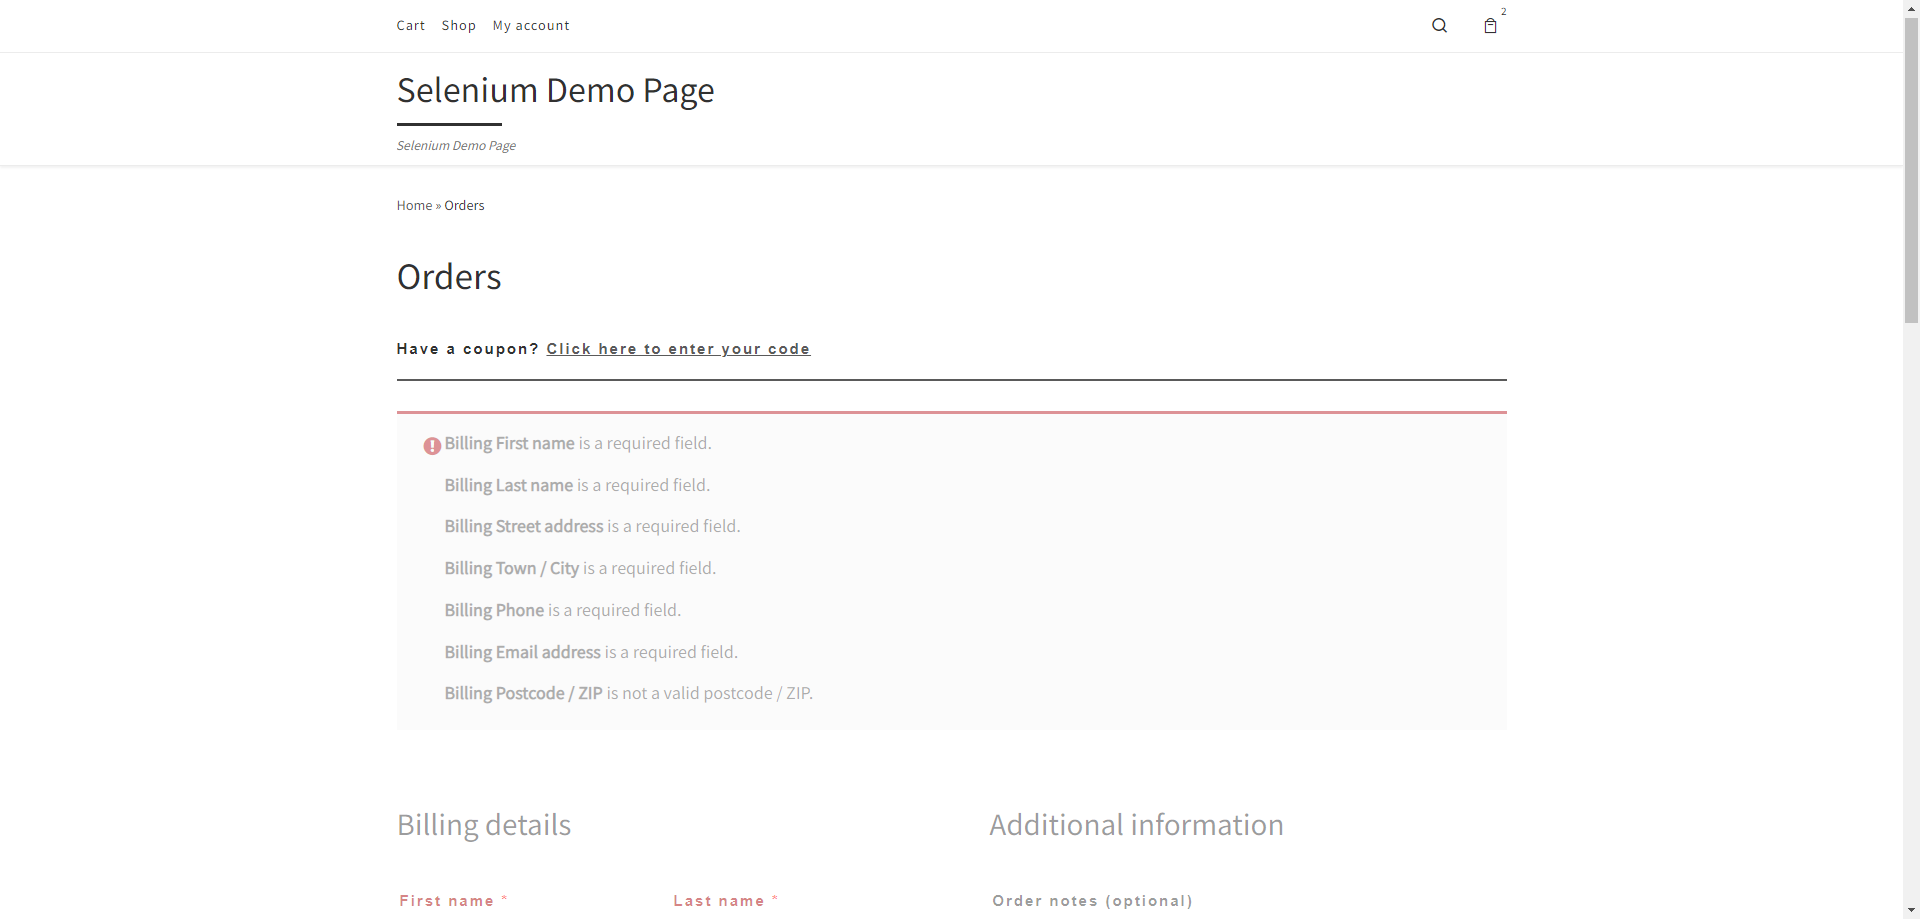 Cart Shop My account
2
Selenium Demo Page
Selenium Demo Page
Home » Orders
Orders
Have a coupon? Click here to enter your code
Billing First name is a required field.
Billing Last name is a required field.
Billing Street address is a required field.
Billing Town / City is a required field.
Billing Phone is a required field.
Billing Email address is a required field.
Billing Postcode / ZIP is not a valid postcode / ZIP.
Billing details
Additional information
First name *
Last name *
Order notes (optional)